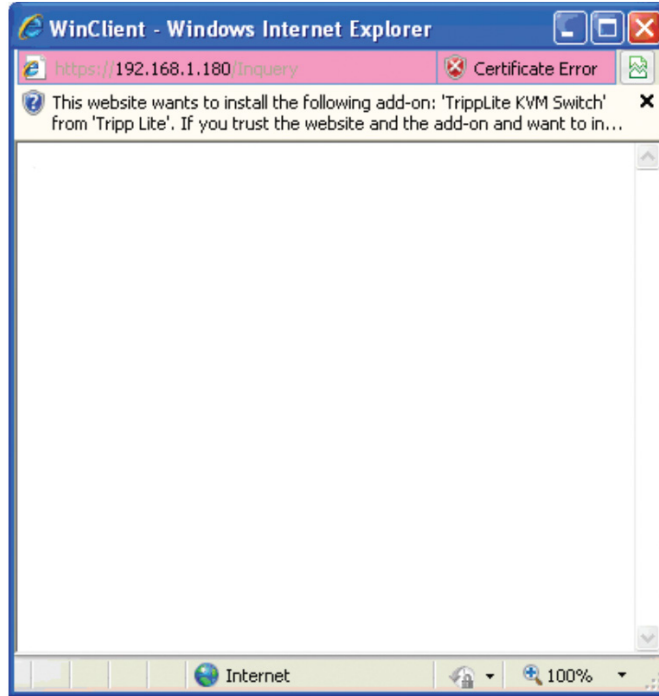 WinClient - Windows Internet Explorer
https://192.168.1.180/Inquery
Certificate Error
This website wants to install the following add-on: 'TrippLite KVM Switch'
from 'Tripp Lite'. If you trust the website and the add-on and want to in...
Internet
100%